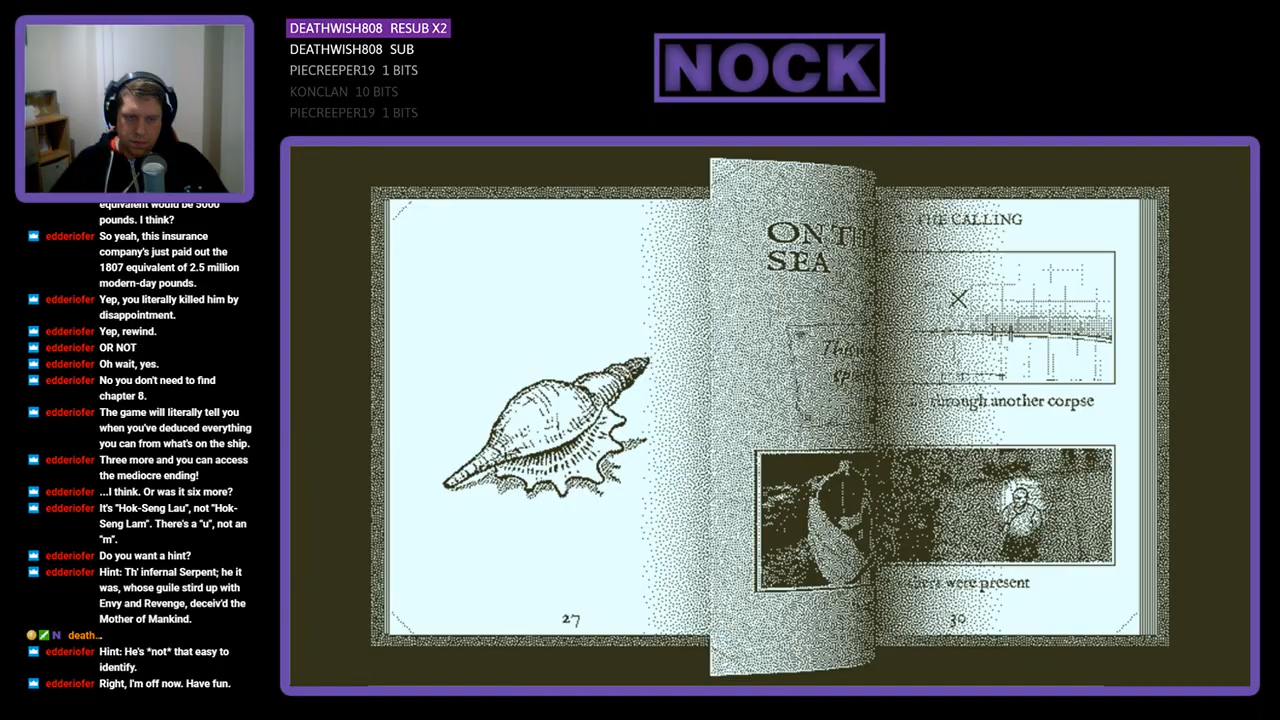 DEATHWISH808 RESUB X2
DEATHWISH808 SUB
PIECREEPER19 1 BITS
KONCLAN 10 BITS
PIECREEPER19 1 BITS
NOCK
equivalent would be 5000
pounds. I think?
edderiofer So yeah, this insurance
company's just paid out the
1807 equivalent of 2.5 million
modern-day pounds.
edderiofer Yep, you literally killed him by
disappointment.
edderiofer Yep, rewind.
edderiofer OR NOT
edderiofer Oh wait, yes.
edderiofer No you don't need to find
chapter 8.
edderiofer The game will literally tell you
when you've deduced everything
you can from what's on the ship.
edderiofer Three more and you can access
the mediocre ending!
edderiofer ...I think. Or was it six more?
edderiofer It's "Hok-Seng Lau", not "Hok-
Seng Lam". There's a "u", not an
"m".
edderiofer Do you want a hint?
edderiofer Hint: Th' infernal Serpent; he it
was, whose guile stird up with
Envy and Revenge, deceiv'd the
Mother of Mankind.
N death...
edderiofer Hint: He's *not* that easy to
identify.
edderiofer Right, I'm off now. Have fun.
27
ON TH
SEA
THE CALLING
through another corpse
were present
30